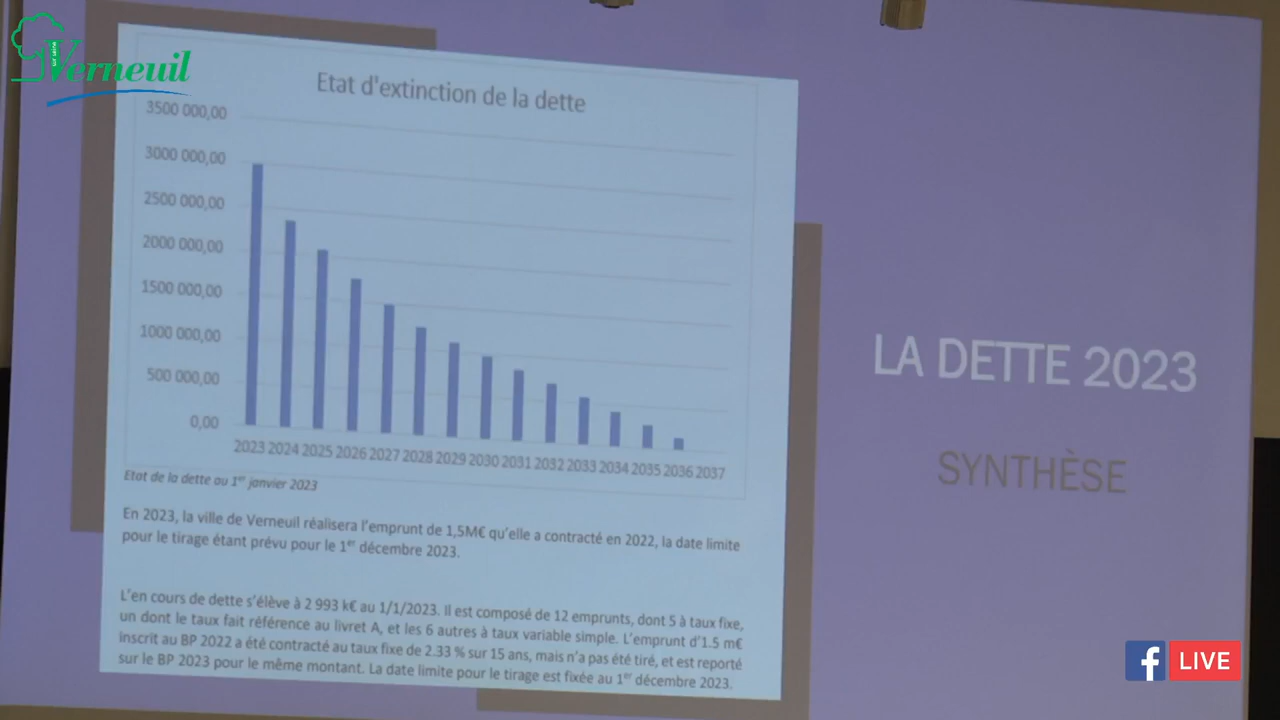 sur seine
Verneuil
Etat d'extinction de la dette
3500 000,00
3000 000,00
2500 000,00
2000 000,00
1500 000,00
1000 000,00
500 000,00
0,00
2023 2024 2025 2026 2027 2028 2029 2030 2031 2032 2033 2034 2035 2036 2037
Etat de la dette au 1er janvier 2023
En 2023, la ville de Verneuil réalisera l'emprunt de 1,5M€ qu'elle a contracté en 2022, la date limite
pour le tirage étant prévu pour le 1er décembre 2023.
L'en cours de dette s'élève à 2 993 k€ au 1/1/2023. Il est composé de 12 emprunts, dont 5 à taux fixe,
un dont le taux fait référence au livret A, et les 6 autres à taux variable simple. L'emprunt d'1.5 m€
inscrit au BP 2022 a été contracté au taux fixe de 2.33 % sur 15 ans, mais n'a pas été tiré, et est reporté
sur le BP 2023 pour le même montant. La date limite pour le tirage est fixée au 1er décembre 2023.
LA DETTE 2023
SYNTHÈSE
f LIVE